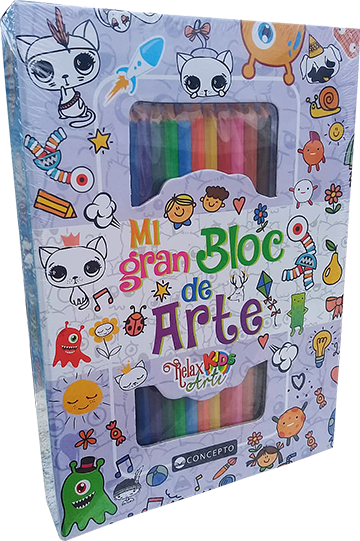 Mi
gran Bloc
de
Arte
Relax KIDS
Arte
CONCEPTO